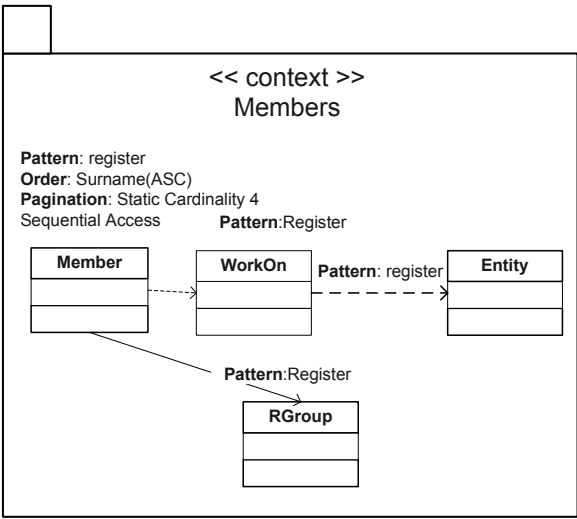 << context >>
Members
Pattern: register
Order: Surname(ASC)
Pagination: Static Cardinality 4
Sequential Access
Pattern:Register
Member
WorkOn
Pattern: register
Entity
Pattern:Register
RGroup